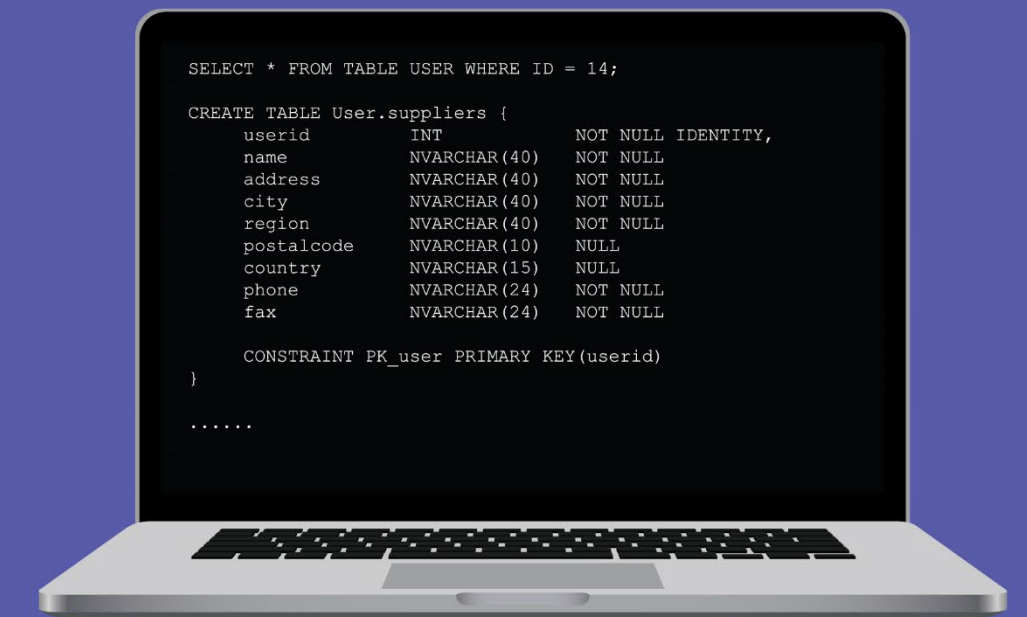 SELECT * FROM TABLE USER WHERE ID = 14;
CREATE TABLE User.suppliers {
userid INT NOT NULL IDENTITY,
name NVARCHAR(40) NOT NULL
address NVARCHAR(40) NOT NULL
city NVARCHAR(40) NOT NULL
region NVARCHAR(40) NOT NULL
postalcode NVARCHAR(10) NULL
country NVARCHAR(15) NULL
phone NVARCHAR(24) NOT NULL
fax NVARCHAR(24) NOT NULL
CONSTRAINT PK_user PRIMARY KEY(userid)
}
......